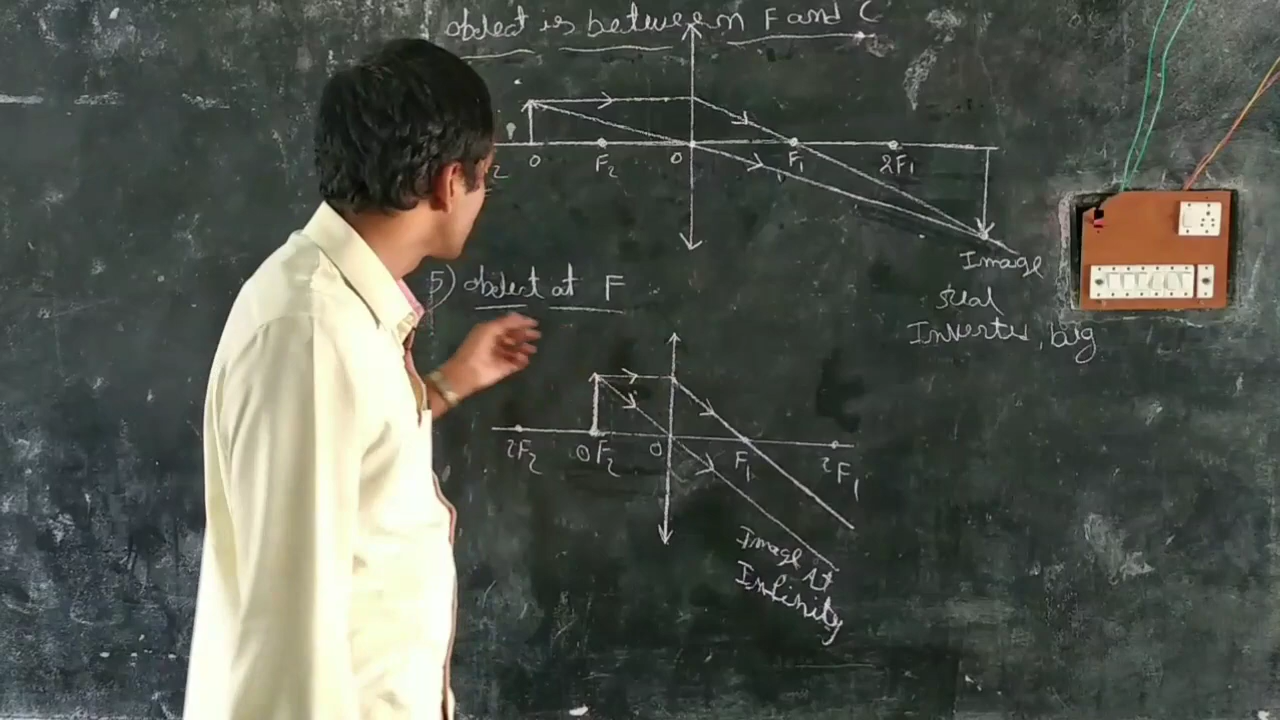 object is between F and C
2 O F2 O F1 2F1
Image
real
Inverted, big
5) object at F
2F2 O F2 O F1 2F1
Image At
Infinity